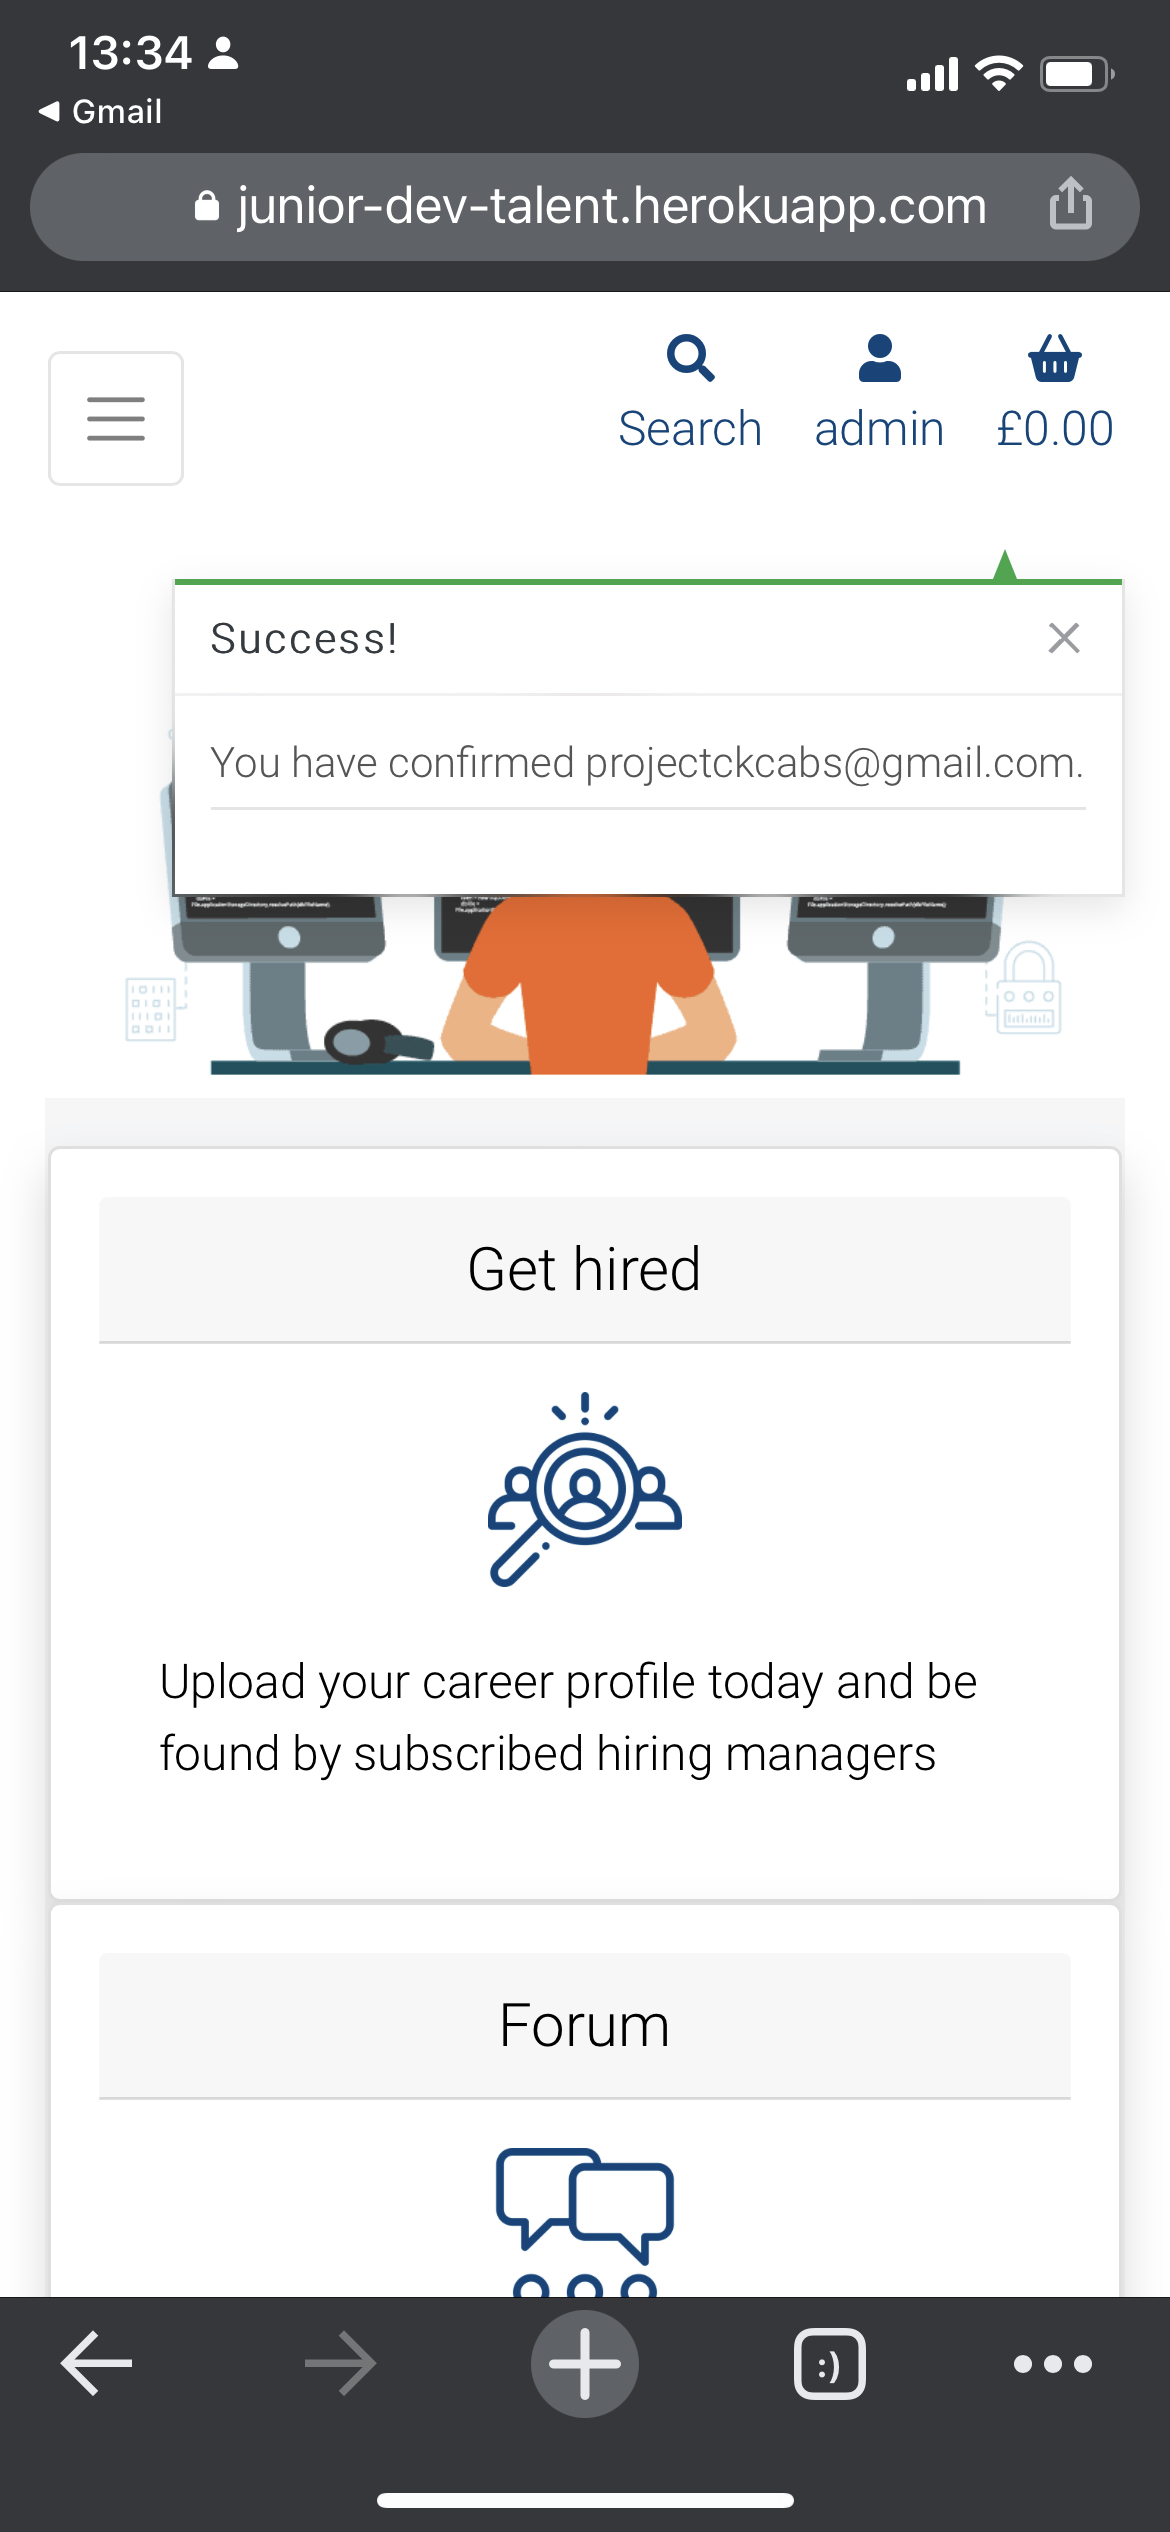 13:34
Gmail
junior-dev-talent.herokuapp.com
Search
admin
£0.00
Success!
You have confirmed projectckcabs@gmail.com.
Get hired
Upload your career profile today and be
found by subscribed hiring managers
Forum
:)